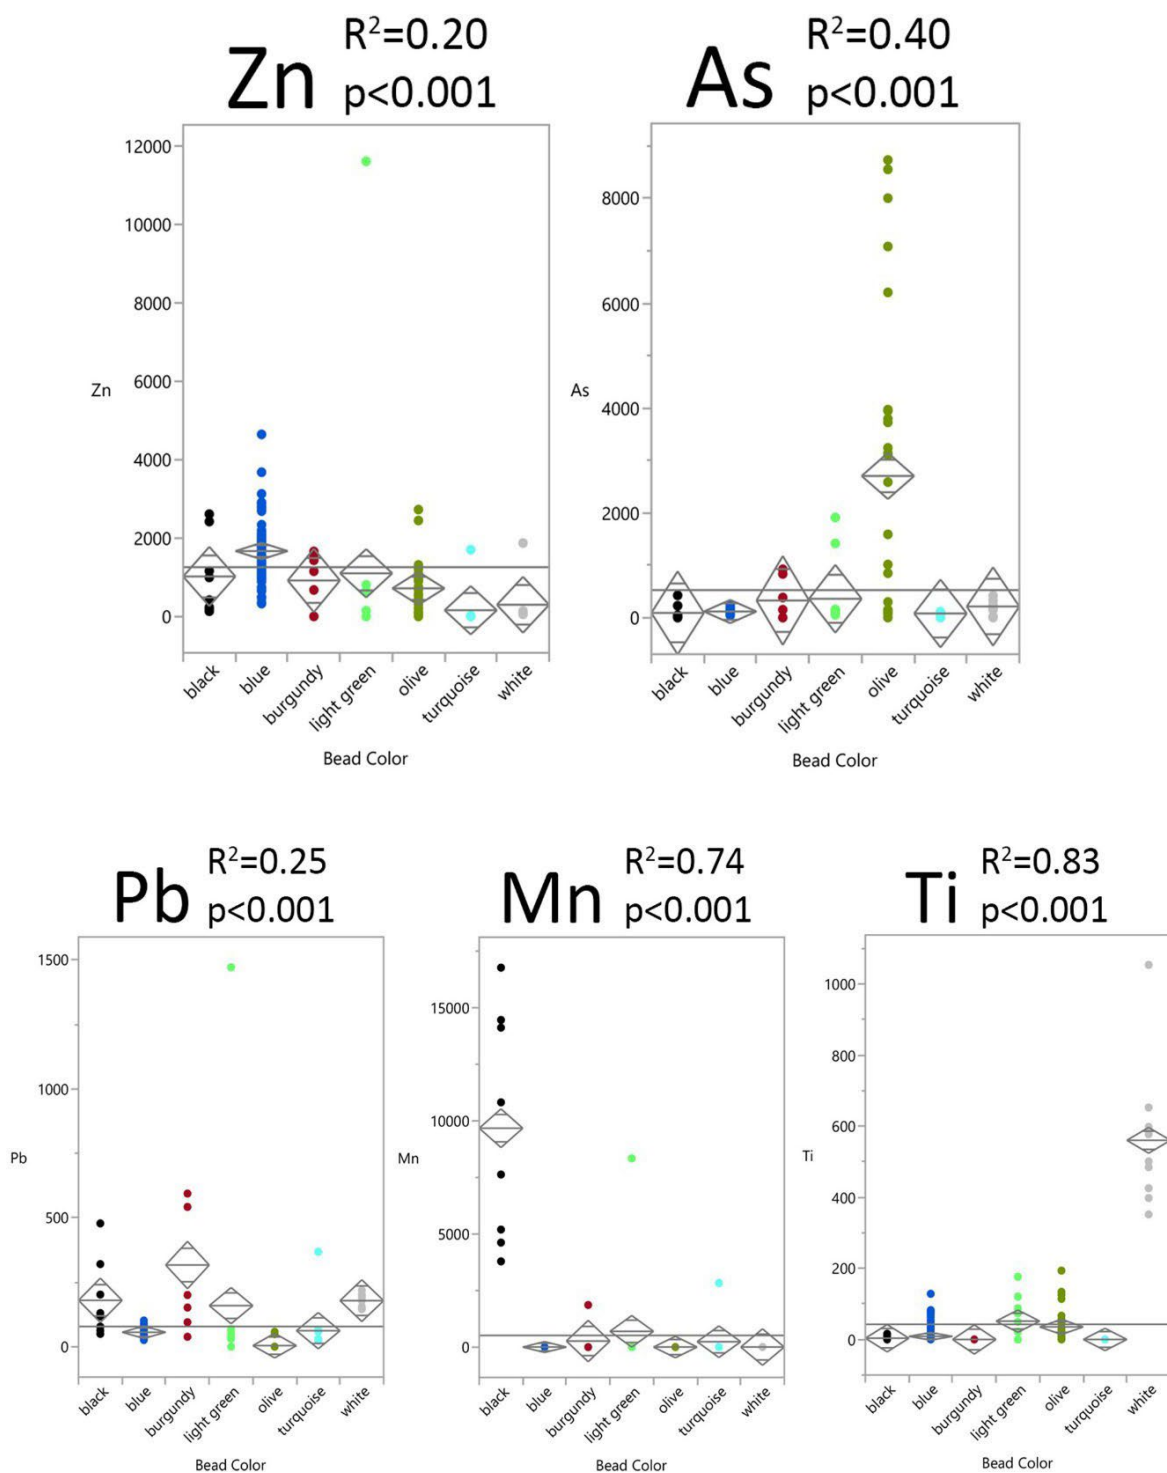 Zn
R²=0.20
p<0.001
As
R²=0.40
p<0.001
12000
10000
8000
6000
4000
2000
0
Zn
black
blue
burgundy
light green
olive
turquoise
white
Bead Color
8000
6000
4000
2000
0
As
black
blue
burgundy
light green
olive
turquoise
white
Bead Color
Pb
R²=0.25
p<0.001
Mn
R²=0.74
p<0.001
Ti
R²=0.83
p<0.001
1500
1000
500
0
Pb
black
blue
burgundy
light green
olive
turquoise
white
Bead Color
15000
10000
5000
0
Mn
black
blue
burgundy
light green
olive
turquoise
white
Bead Color
1000
800
600
400
200
0
Ti
black
blue
burgundy
light green
olive
turquoise
white
Bead Color